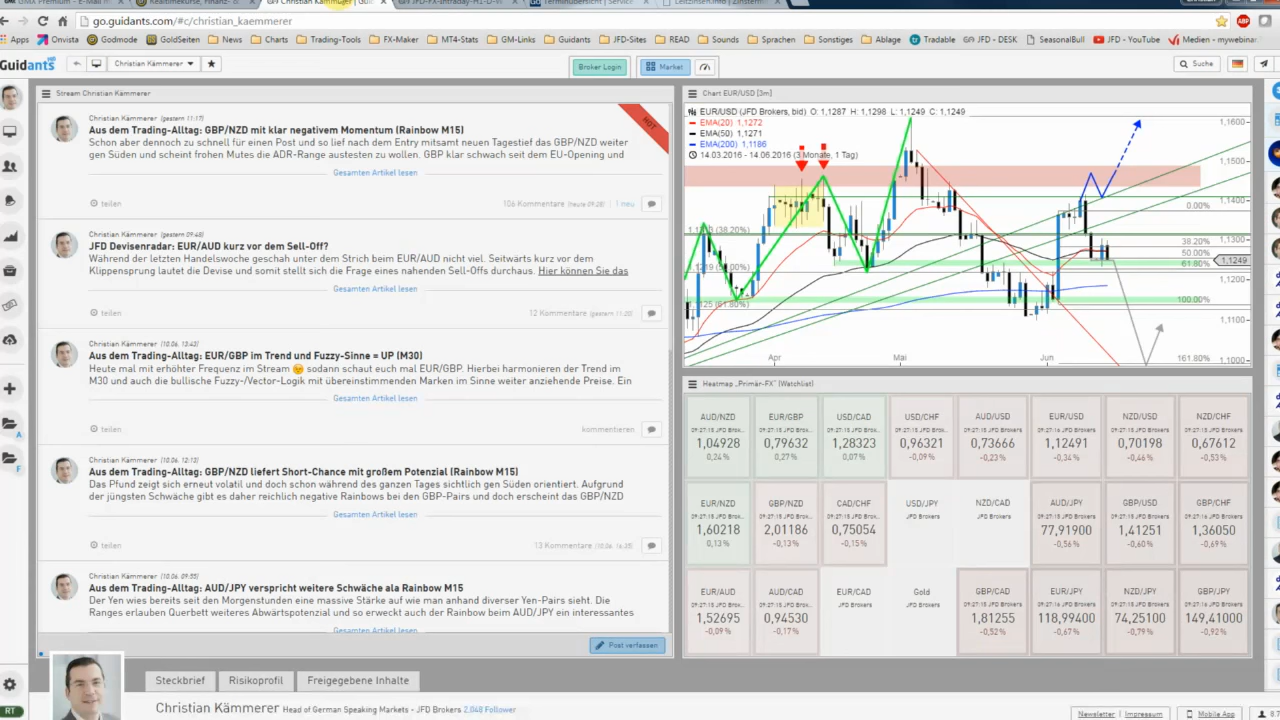 go.guidants.com/#c/christian_kaemmerer
Apps Onvista Godmode GoldSeiten News Charts Trading-Tools FX-Maker MT4-Stats GM-Links Guidants JFD-Sites READ Sounds Sprachen Sonstiges Ablage Tradable JFD - DESK SeasonalBull JFD - YouTube Medien - mywebinar
Guidants Christian Kämmerer Broker Login Market Suche
Stream Christian Kämmerer
HOT
Christian Kämmerer (gestern 11:17)
Aus dem Trading-Alltag: GBP/NZD mit klar negativem Momentum (Rainbow M15)
Schon aber dennoch zu schnell für einen Post und so lief nach dem Entry mitsamt neuen Tagestief das GBP/NZD weiter
gen Süden und scheint frohen Mutes die ADR-Range austesten zu wollen. GBP klar schwach seit dem EU-Opening und
Gesamten Artikel lesen
teilen 106 Kommentare (heute 09:26) | 1 neu
Christian Kämmerer (gestern 09:48)
JFD Devisenradar: EUR/AUD kurz vor dem Sell-Off?
Während der letzten Handelswoche geschah unter dem Strich beim EUR/AUD nicht viel. Seitwärts kurz vor dem
Klippensprung lautet die Devise und somit stellt sich die Frage eines nahenden Sell-Offs durchaus. Hier können Sie das
Gesamten Artikel lesen
teilen 12 Kommentare (gestern 11:25)
Christian Kämmerer (10.06. 13:43)
Aus dem Trading-Alltag: EUR/GBP im Trend und Fuzzy-Sinne = UP (M30)
Heute mal mit erhöhter Frequenz im Stream sodann schaut euch mal EUR/GBP. Hierbei harmonieren der Trend im
M30 und auch die bullische Fuzzy-/Vector-Logik mit übereinstimmenden Marken im Sinne weiter anziehende Preise. Ein
Gesamten Artikel lesen
teilen kommentieren
Christian Kämmerer (10.06. 12:13)
Aus dem Trading-Alltag: GBP/NZD liefert Short-Chance mit großem Potenzial (Rainbow M15)
Das Pfund zeigt sich erneut volatil und doch schon während des ganzen Tages sichtlich gen Süden orientiert. Aufgrund
der jüngsten Schwäche gibt es daher reichlich negative Rainbows bei den GBP-Pairs und doch erscheint das GBP/NZD
Gesamten Artikel lesen
teilen 13 Kommentare (10.06. 16:35)
Christian Kämmerer (10.06. 09:55)
Aus dem Trading-Alltag: AUD/JPY verspricht weitere Schwäche ala Rainbow M15
Der Yen wies bereits seit den Morgenstunden eine massive Stärke auf wie man anhand diverser Yen-Pairs sieht. Die
Ranges erlauben Querbett weiteres Abwärtspotenzial und so erweckt auch der Rainbow beim AUD/JPY ein interessantes
Gesamten Artikel lesen
Post verfassen
Chart EUR/USD [3m]
EUR/USD (JFD Brokers, bid) O: 1,1287 H: 1,1298 L: 1,1249 C: 1,1249
EMA(20) 1,1272
EMA(50) 1,1271
EMA(200) 1,1186
14.03.2016 - 14.06.2016 (3 Monate, 1 Tag)
1,1600
1,1500
1,1400
1,1300
1,1249
1,1200
1,1100
1,1000
0.00%
38.20%
50.00%
61.80%
100.00%
161.80%
Apr Mai Jun
Heatmap „Primär-FX" (Watchlist)
AUD/NZD EUR/GBP USD/CAD USD/CHF AUD/USD EUR/USD NZD/USD NZD/CHF
09:27:15 JFD Brok...
1,04928 0,79632 1,28323 0,96321 0,73666 1,12491 0,70198 0,67612
0,24% 0,27% 0,07% -0,09% -0,23% -0,34% -0,46% -0,53%
EUR/NZD GBP/NZD CAD/CHF USD/JPY NZD/CAD AUD/JPY GBP/USD GBP/CHF
JFD Brokers JFD Brokers
1,60218 2,01186 0,75054 77,91900 1,41251 1,36050
0,13% -0,13% -0,15% -0,56% -0,60% -0,69%
EUR/AUD AUD/CAD EUR/CAD Gold GBP/CAD EUR/JPY NZD/JPY GBP/JPY
JFD Brokers JFD Brokers
1,52695 0,94530 1,81255 118,99400 74,25100 149,41000
-0,09% -0,17% -0,52% -0,67% -0,79% -0,92%
Steckbrief Risikoprofil Freigegebene Inhalte
Christian Kämmerer Head of German Speaking Markets - JFD Brokers 2,048 Follower
RT
Newsletter | Impressum Mobile App